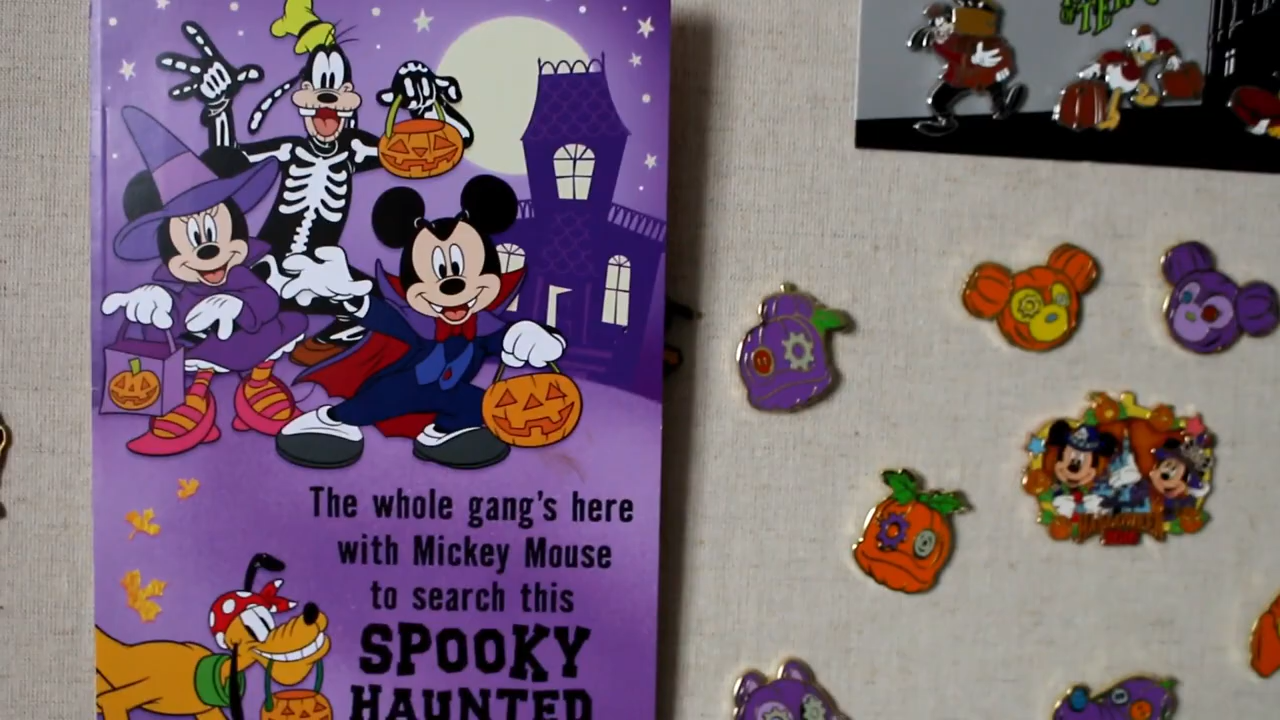 The whole gang's here
with Mickey Mouse
to search this
SPOOKY
HAUNTED